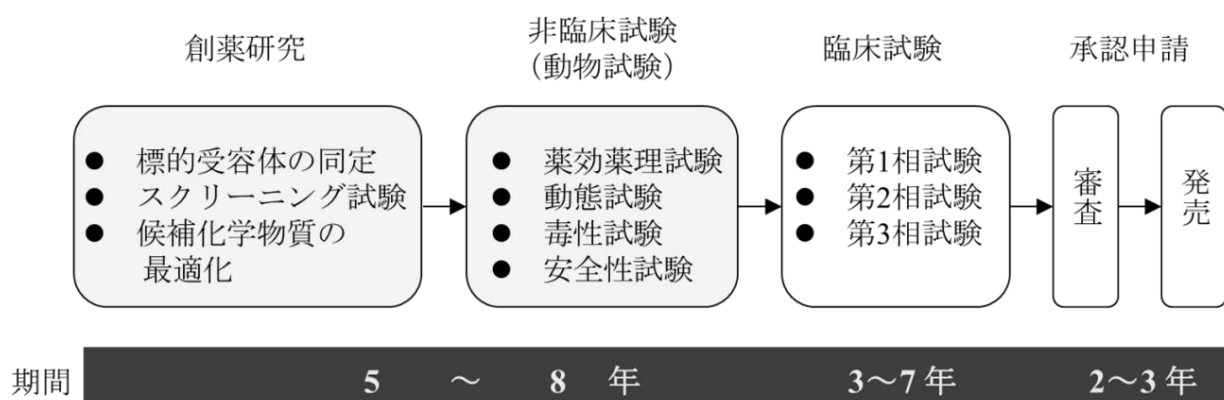 創薬研究
非臨床試験
（動物試験）
臨床試験
承認申請
● 標的受容体の同定
● スクリーニング試験
● 候補化学物質の
最適化
● 薬効薬理試験
● 動態試験
● 毒性試験
● 安全性試験
● 第1相試験
● 第2相試験
● 第3相試験
審査
発売
期間 5 ～ 8 年 3～7年 2～3年